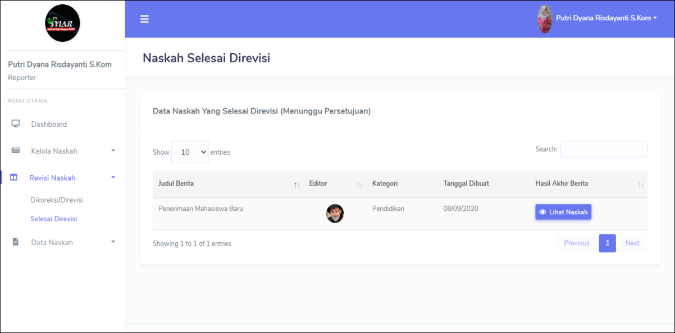 SYIAR
Putri Dyana Risdayanti S.Kom
Putri Dyana Risdayanti S.Kom
Reporter
MENU UTAMA
Dashboard
Kelola Naskah
Revisi Naskah
Dikoreksi/Direvisi
Selesai Direvisi
Data Naskah
Naskah Selesai Direvisi
Data Naskah Yang Selesai Direvisi (Menunggu Persetujuan)
Show 10 entries
Search:
Judul Berita Editor Kategori Tanggal Dibuat Hasil Akhir Berita
Penerimaan Mahasiswa Baru Pendidikan 08/09/2020 Lihat Naskah
Showing 1 to 1 of 1 entries
Previous 1 Next